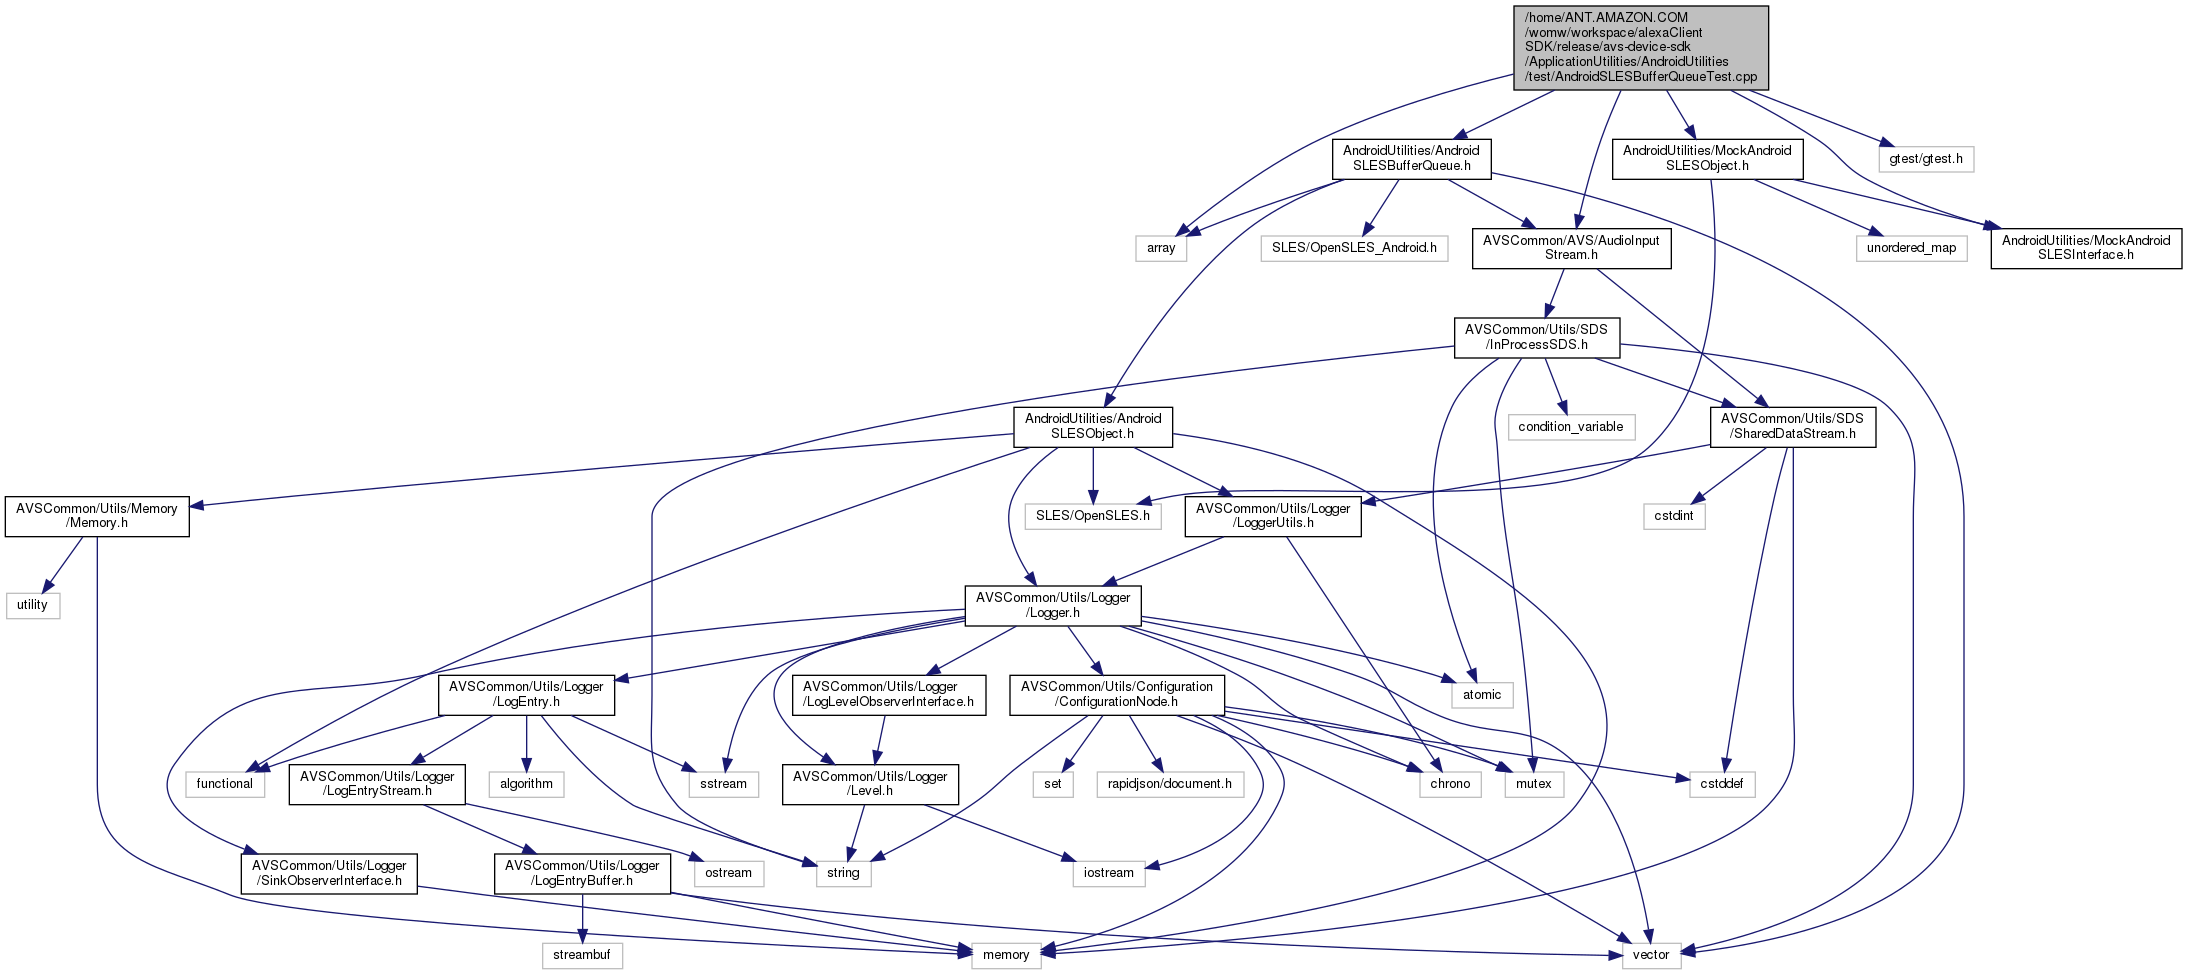 /home/ANT.AMAZON.COM
/womw/workspace/alexaClient
SDK/release/avs-device-sdk
/ApplicationUtilities/AndroidUtilities
/test/AndroidSLESBufferQueueTest.cpp
AndroidUtilities/Android
SLESBufferQueue.h
AndroidUtilities/MockAndroid
SLESObject.h
gtest/gtest.h
array
SLES/OpenSLES_Android.h
AVSCommon/AVS/AudioInput
Stream.h
unordered_map
AndroidUtilities/MockAndroid
SLESInterface.h
AVSCommon/Utils/SDS
/InProcessSDS.h
AndroidUtilities/Android
SLESObject.h
condition_variable
AVSCommon/Utils/SDS
/SharedDataStream.h
AVSCommon/Utils/Memory
/Memory.h
SLES/OpenSLES.h
AVSCommon/Utils/Logger
/LoggerUtils.h
cstdint
utility
AVSCommon/Utils/Logger
/Logger.h
AVSCommon/Utils/Logger
/LogEntry.h
AVSCommon/Utils/Logger
/LogLevelObserverInterface.h
AVSCommon/Utils/Configuration
/ConfigurationNode.h
atomic
functional
AVSCommon/Utils/Logger
/LogEntryStream.h
algorithm
sstream
AVSCommon/Utils/Logger
/Level.h
set
rapidjson/document.h
chrono
mutex
cstddef
AVSCommon/Utils/Logger
/SinkObserverInterface.h
AVSCommon/Utils/Logger
/LogEntryBuffer.h
ostream
string
iostream
streambuf
memory
vector